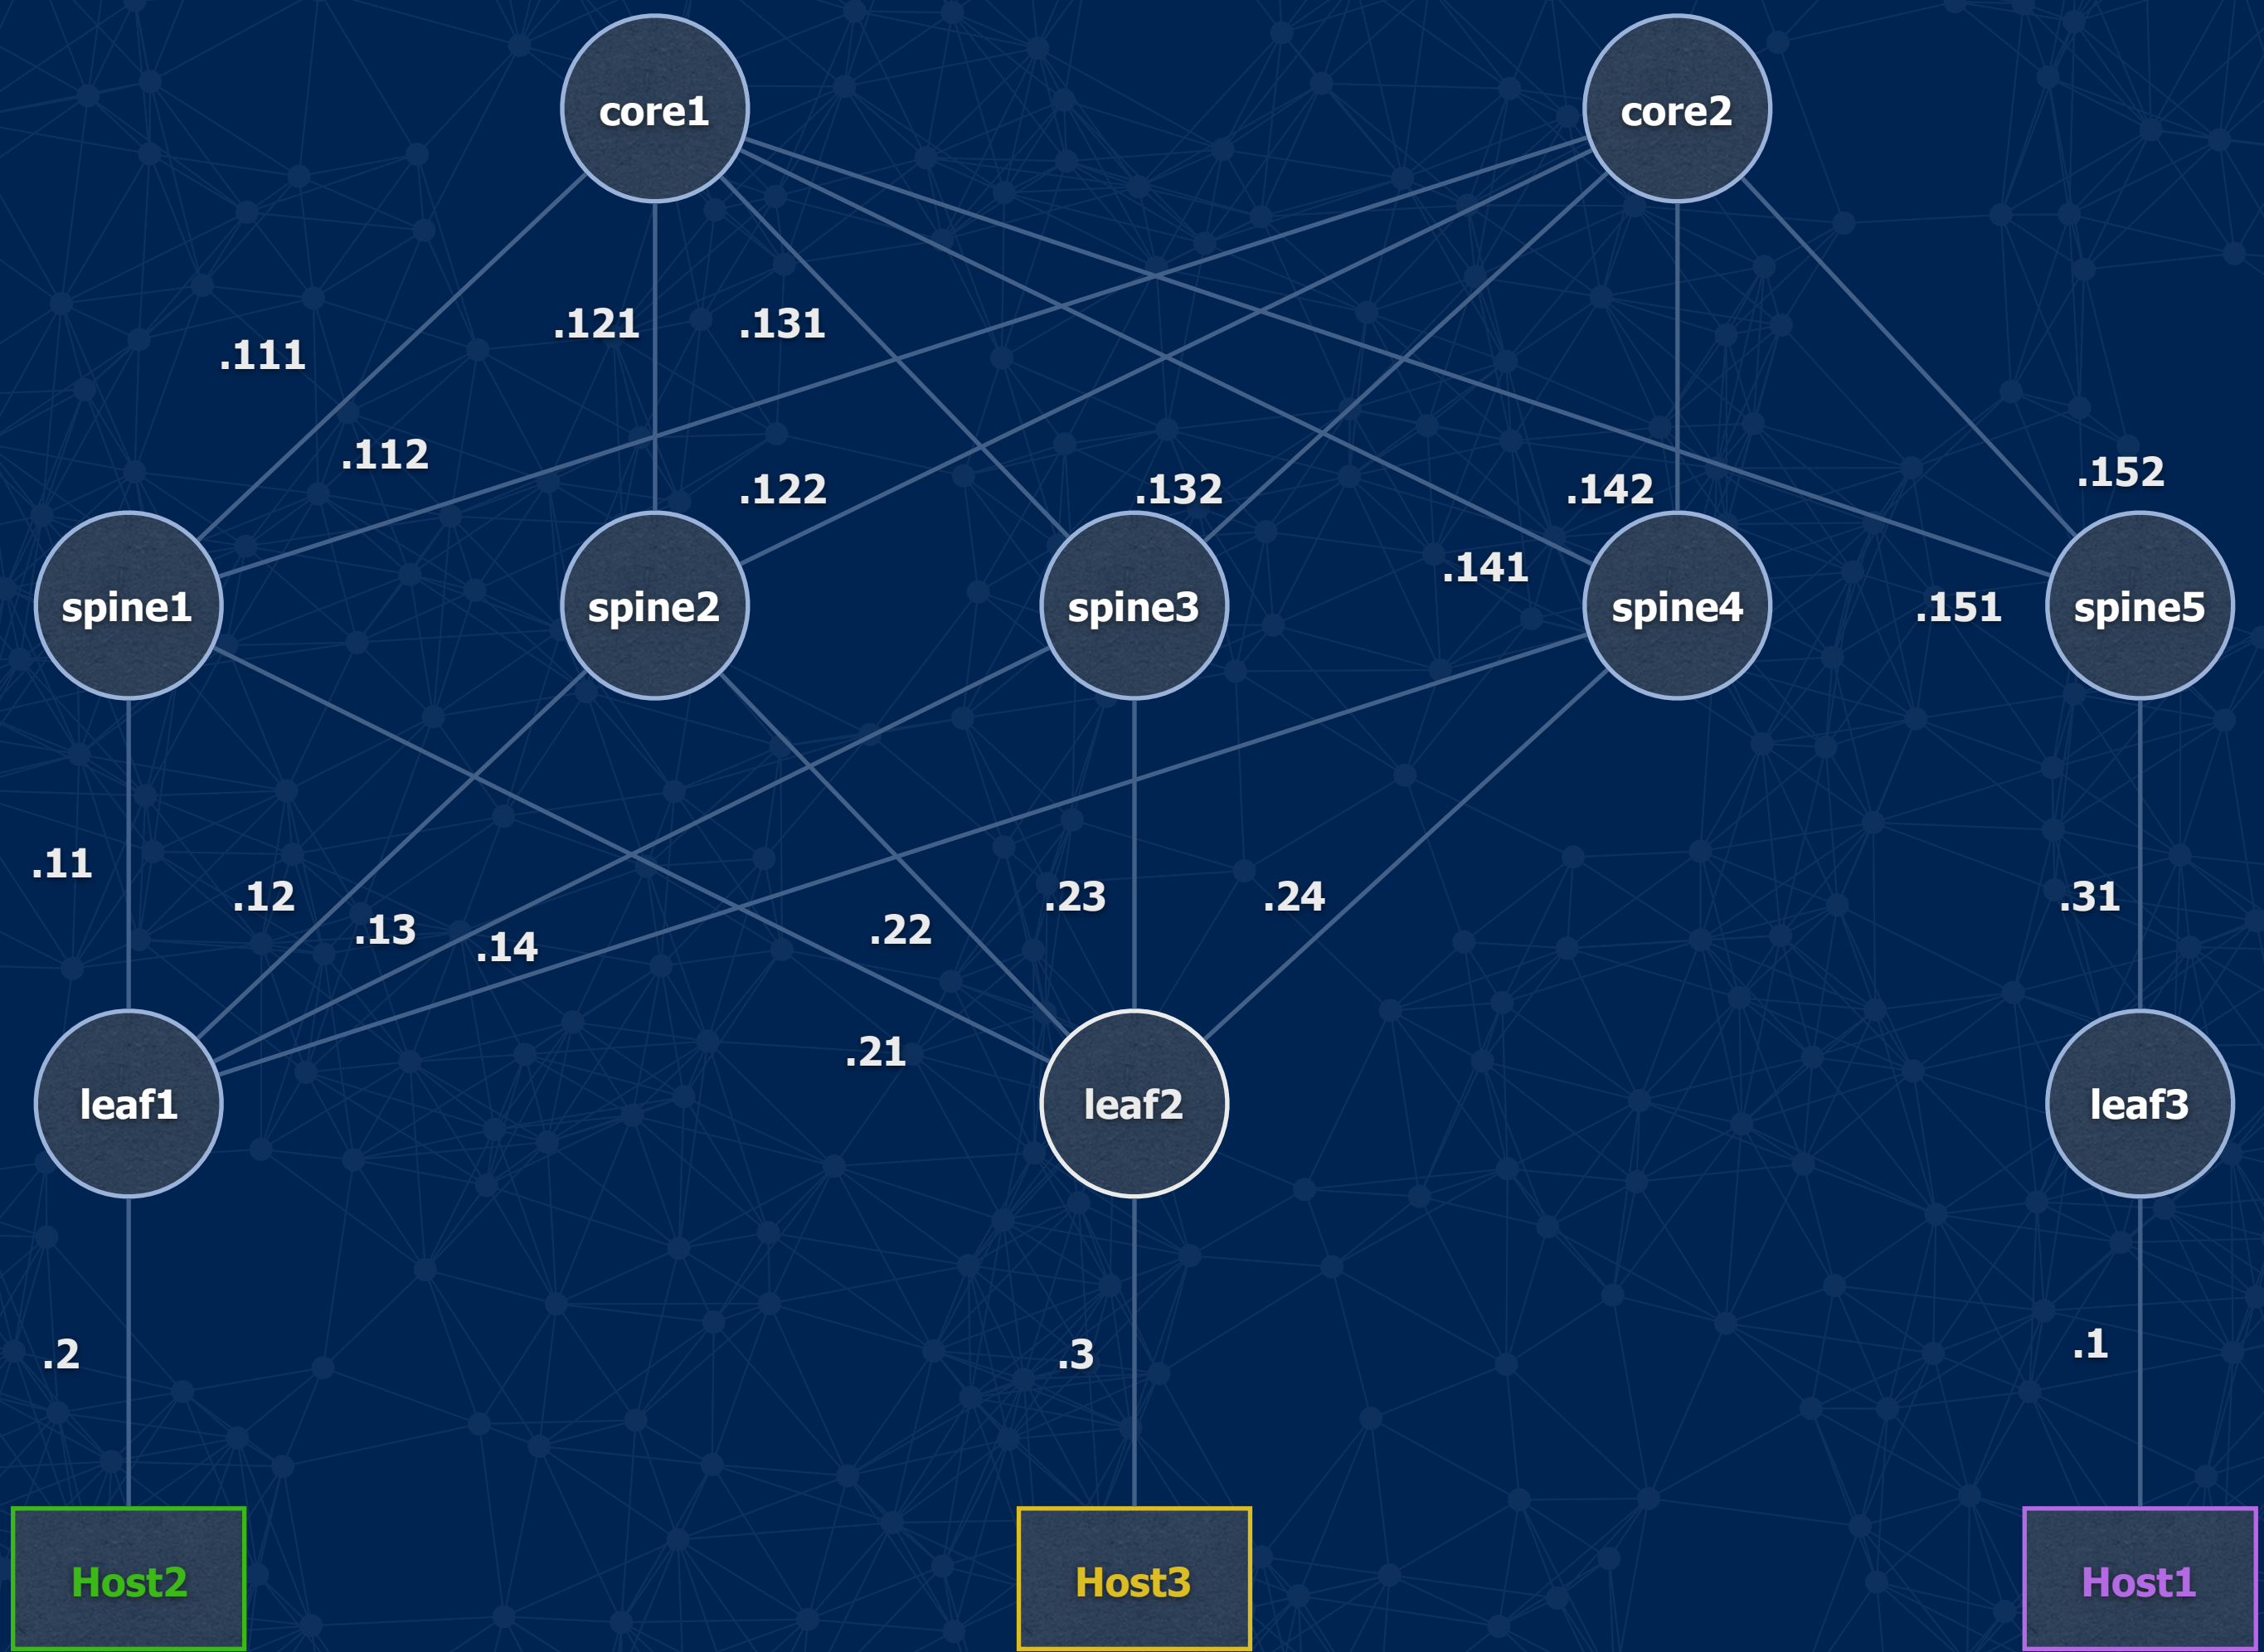 core1
core2
.121
.131
.111
.112
.122
.132
.142
.152
.141
spine1
spine2
spine3
spine4
.151
spine5
.11
.12
.23
.24
.31
.13
.22
.14
.21
leaf1
leaf2
leaf3
.2
.3
.1
Host2
Host3
Host1